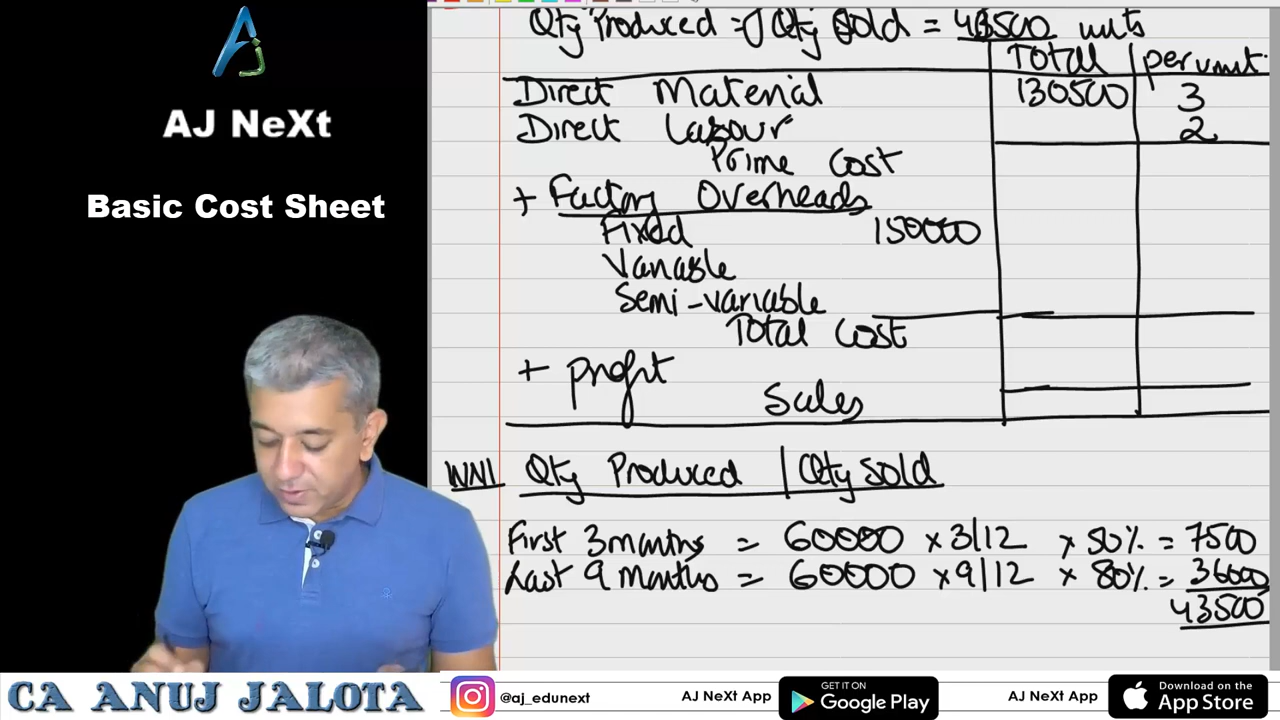 AJ NeXt
Basic Cost Sheet
Qty Produced = Qty Sold = 43500 units
Total per unit
Direct Material 130500 3
Direct Labour 2
Prime Cost
+ Factory Overheads
Fixed 150000
Variable
Semi-variable
Total Cost
+ Profit
Sales
WN1 Qty Produced | Qty Sold
First 3 months = 60000 x 3/12 x 50% = 7500
Last 9 months = 60000 x 9/12 x 80% = 36000
43500
CA ANUJ JALOTA
@aj_edunext
AJ NeXt App
GET IT ON
Google Play
AJ NeXt App
Download on the
App Store